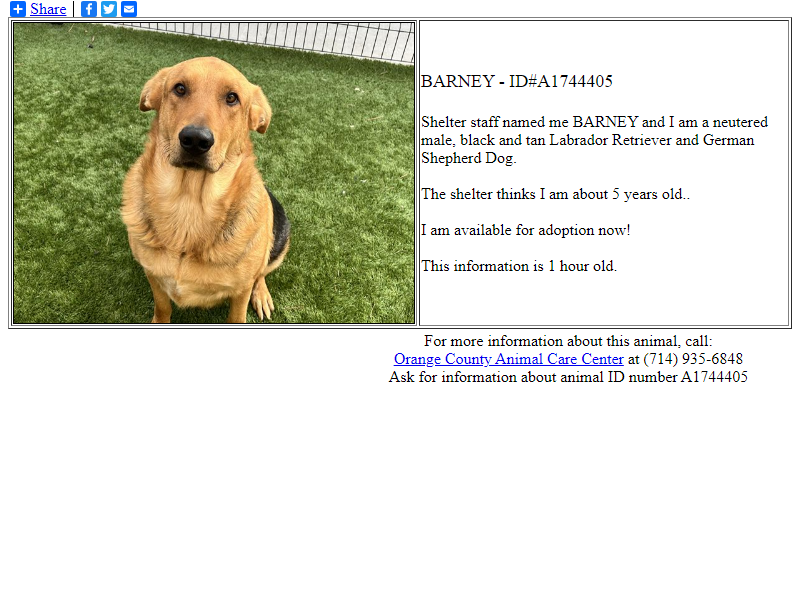 Share |
BARNEY - ID#A1744405
Shelter staff named me BARNEY and I am a neutered
male, black and tan Labrador Retriever and German
Shepherd Dog.
The shelter thinks I am about 5 years old..
I am available for adoption now!
This information is 1 hour old.
For more information about this animal, call:
Orange County Animal Care Center at (714) 935-6848
Ask for information about animal ID number A1744405